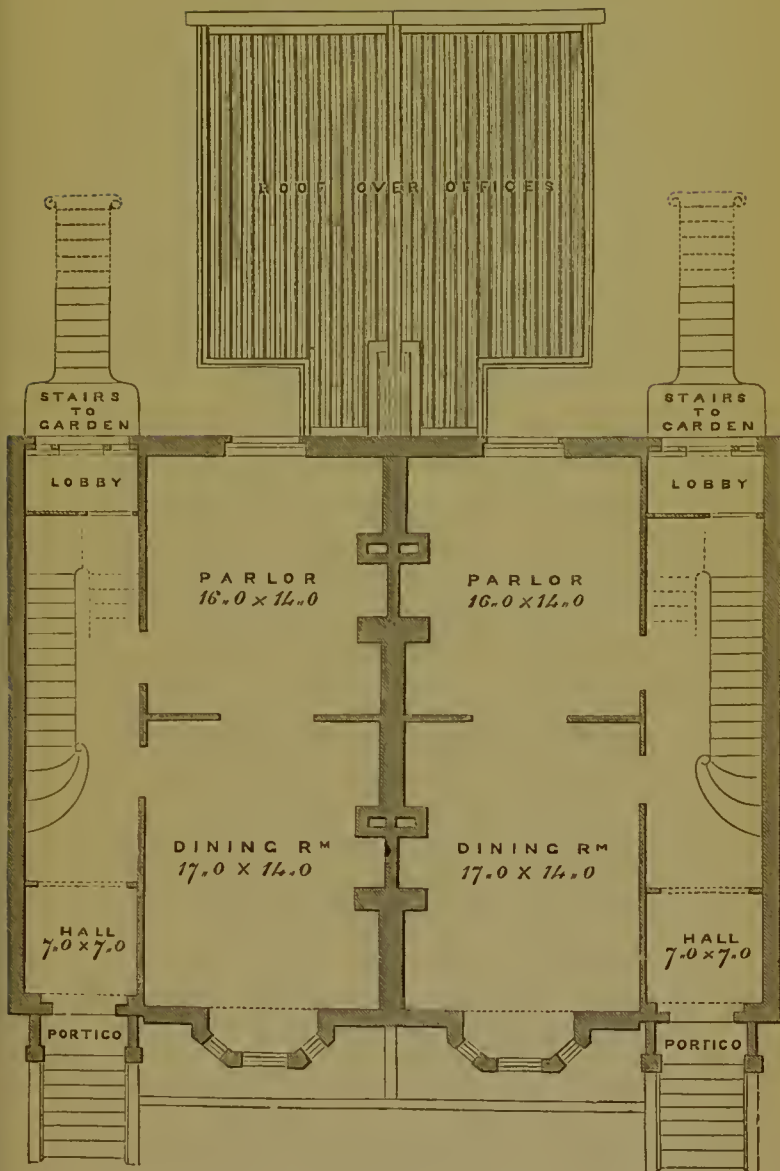 ROOF OVER OFFICES
STAIRS
TO
GARDEN
STAIRS
TO
GARDEN
LOBBY
LOBBY
PARLOR
16.0 X 14.0
PARLOR
16.0 X 14.0
DINING RM
17.0 X 14.0
DINING RM
17.0 X 14.0
HALL
7.0 X 7.0
HALL
7.0 X 7.0
PORTICO
PORTICO